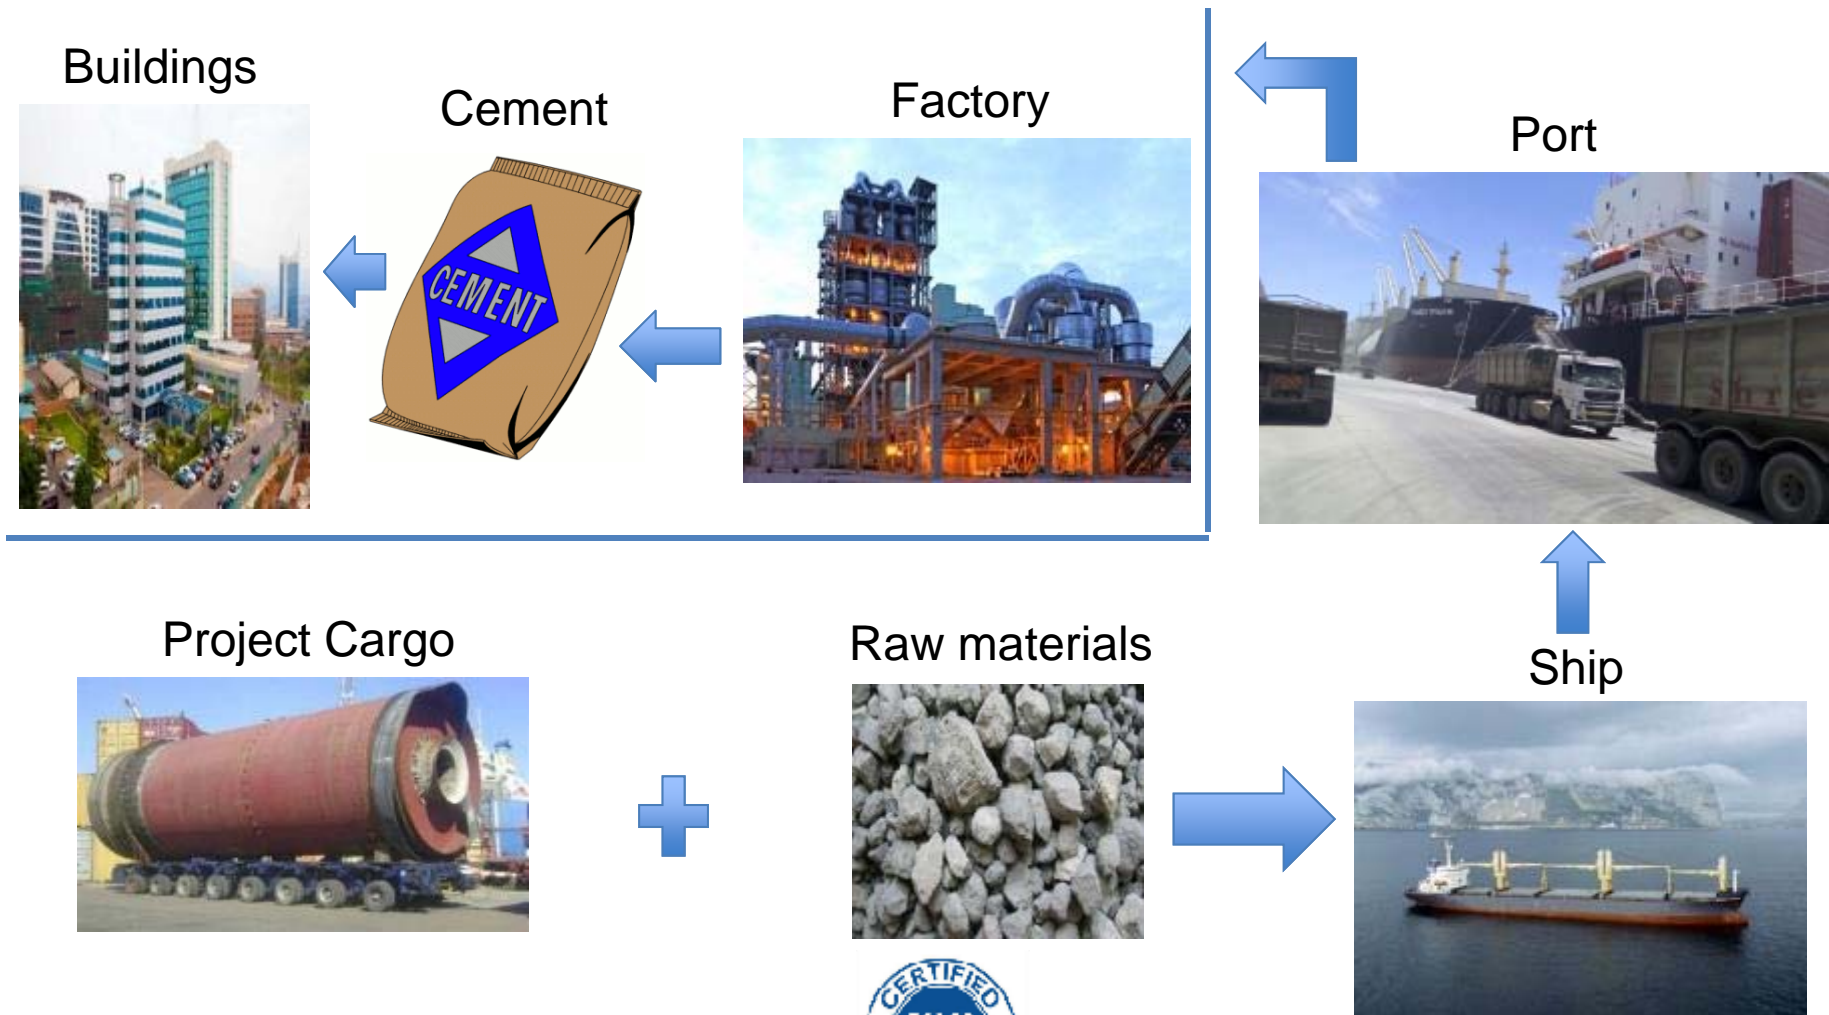 Buildings
Cement
Factory
Port
CEMENT
Project Cargo
Raw materials
Ship
CERTIFIED